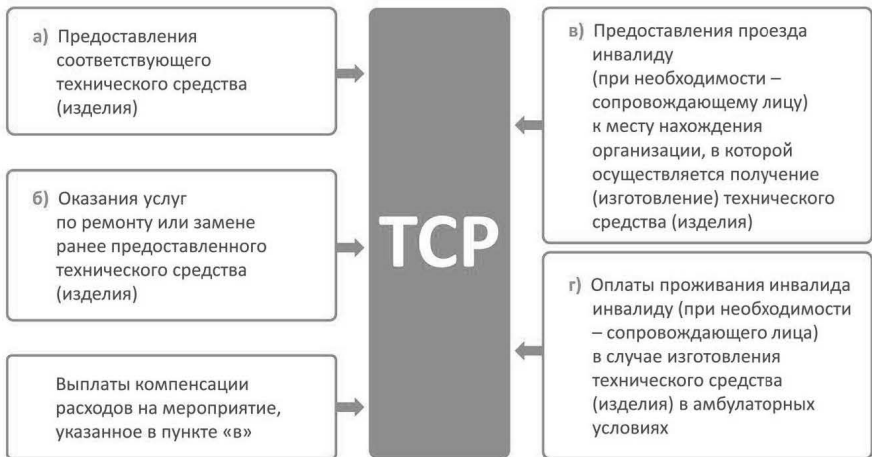 а) Предоставления
соответствующего
технического средства
(изделия)
б) Оказания услуг
по ремонту или замене
ранее предоставленного
технического средства
(изделия)
Выплаты компенсации
расходов на мероприятие,
указанное в пункте «в»
ТСР
в) Предоставления проезда
инвалиду
(при необходимости –
сопровождающему лицу)
к месту нахождения
организации, в которой
осуществляется получение
(изготовление) технического
средства (изделия)
г) Оплаты проживания инвалида
инвалиду (при необходимости
– сопровождающего лица)
в случае изготовления
технического средства
(изделия) в амбулаторных
условиях